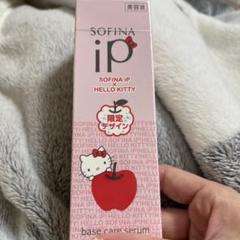 美容液
SOFINA
iP
SOFINA iP
×
HELLO KITTY
限定
デザイン
base care serum